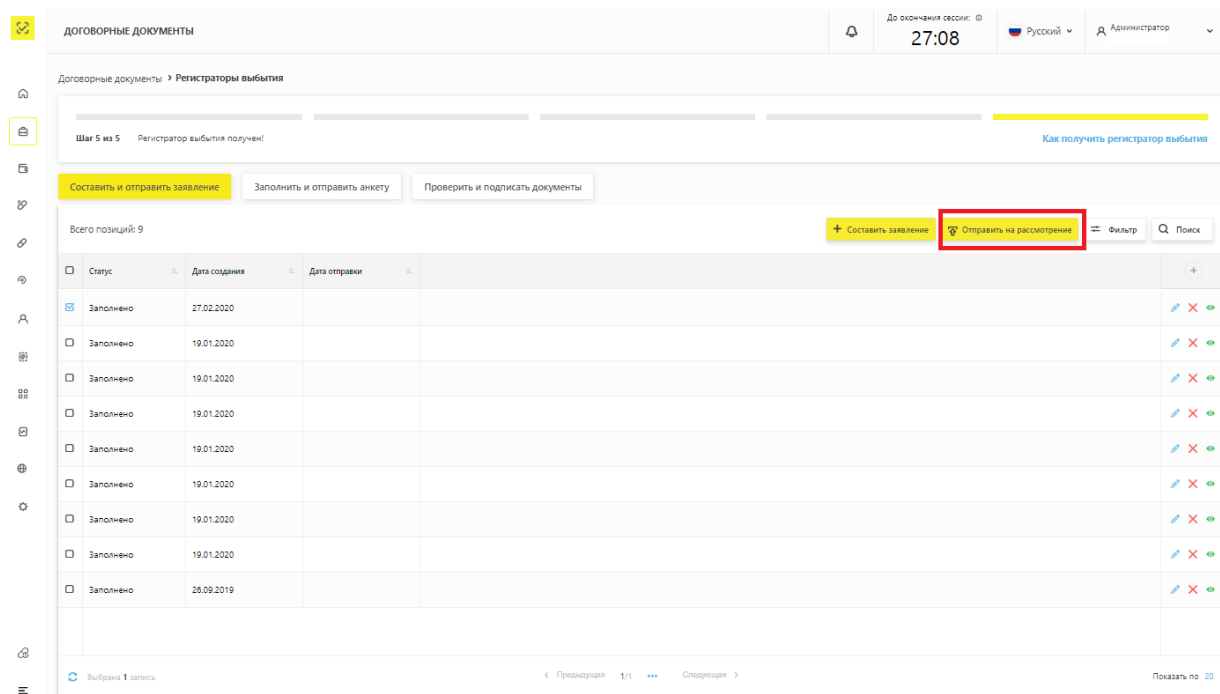 До окончания сессии:
ДОГОВОРНЫЕ ДОКУМЕНТЫ
27:08
Русский
Администратор
Договорные документы > Регистраторы выбытия
Шаг 5 из 5 Регистратор выбытия получен!
Как получить регистратор выбытия
Составить и отправить заявление
Заполнить и отправить анкету
Проверить и подписать документы
Всего позиций: 9
+ Составить заявление
Отправить на рассмотрение
Фильтр
Поиск
Статус Дата создания Дата отправки
Заполнено 27.02.2020
Заполнено 19.01.2020
Заполнено 19.01.2020
Заполнено 19.01.2020
Заполнено 19.01.2020
Заполнено 19.01.2020
Заполнено 19.01.2020
Заполнено 19.01.2020
Заполнено 26.09.2019
Выбрана 1 запись
< Предыдущая 1/1 ••• Следующая >
Показать по 20